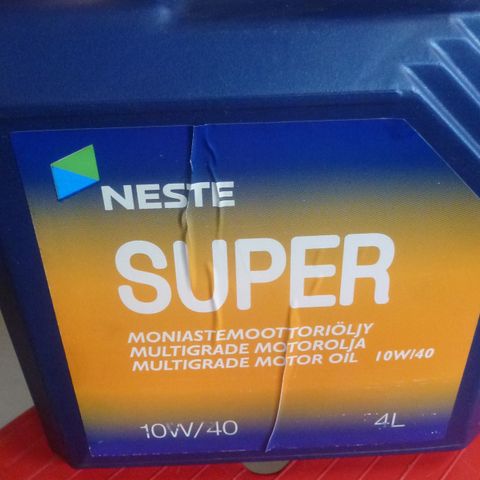 NESTE
SUPER
MONIASTEMOOTTORIÖLJY
MULTIGRADE MOTOROLJA
MULTIGRADE MOTOR OIL 10W/40
10W/40 4L